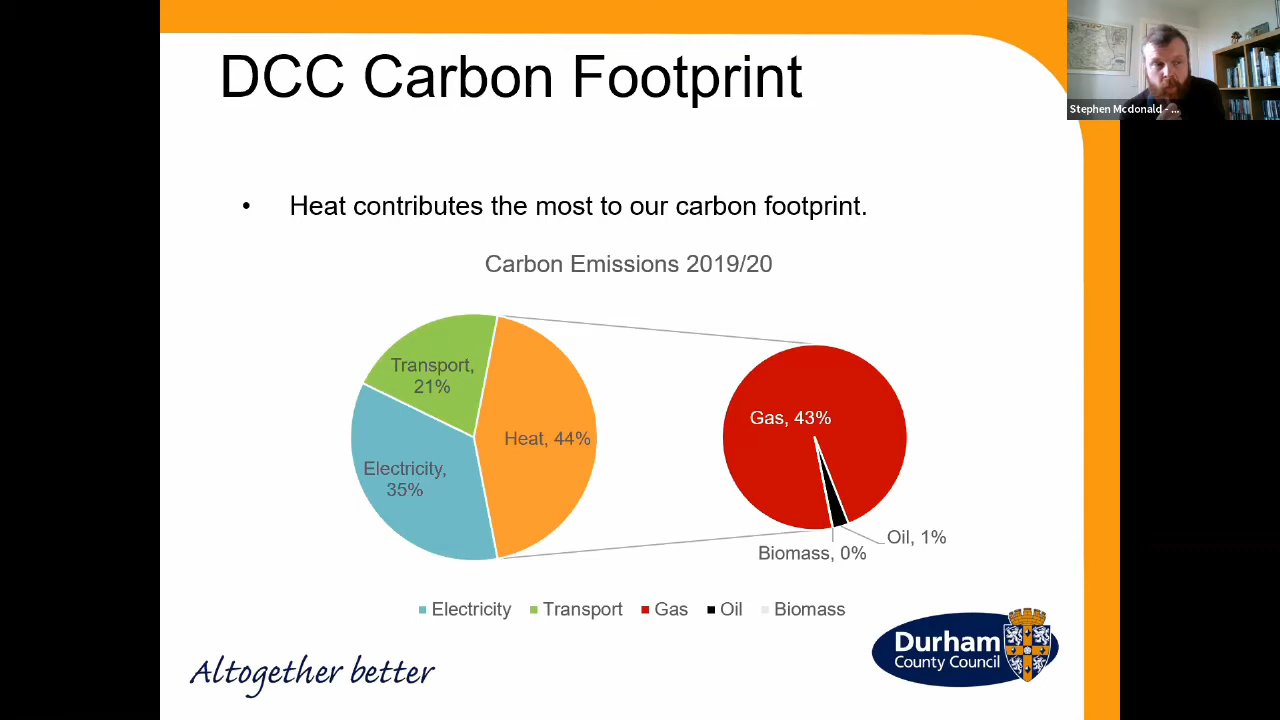 DCC Carbon Footprint
Stephen Mcdonald - ...
• Heat contributes the most to our carbon footprint.
Carbon Emissions 2019/20
Transport,
21%
Heat, 44%
Electricity,
35%
Gas, 43%
Oil, 1%
Biomass, 0%
Electricity Transport Gas Oil Biomass
Altogether better
Durham
County Council